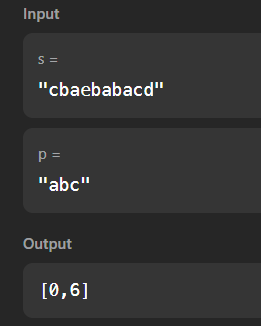 Input
s =
"cbaebabacd"
p =
"abc"
Output
[0,6]